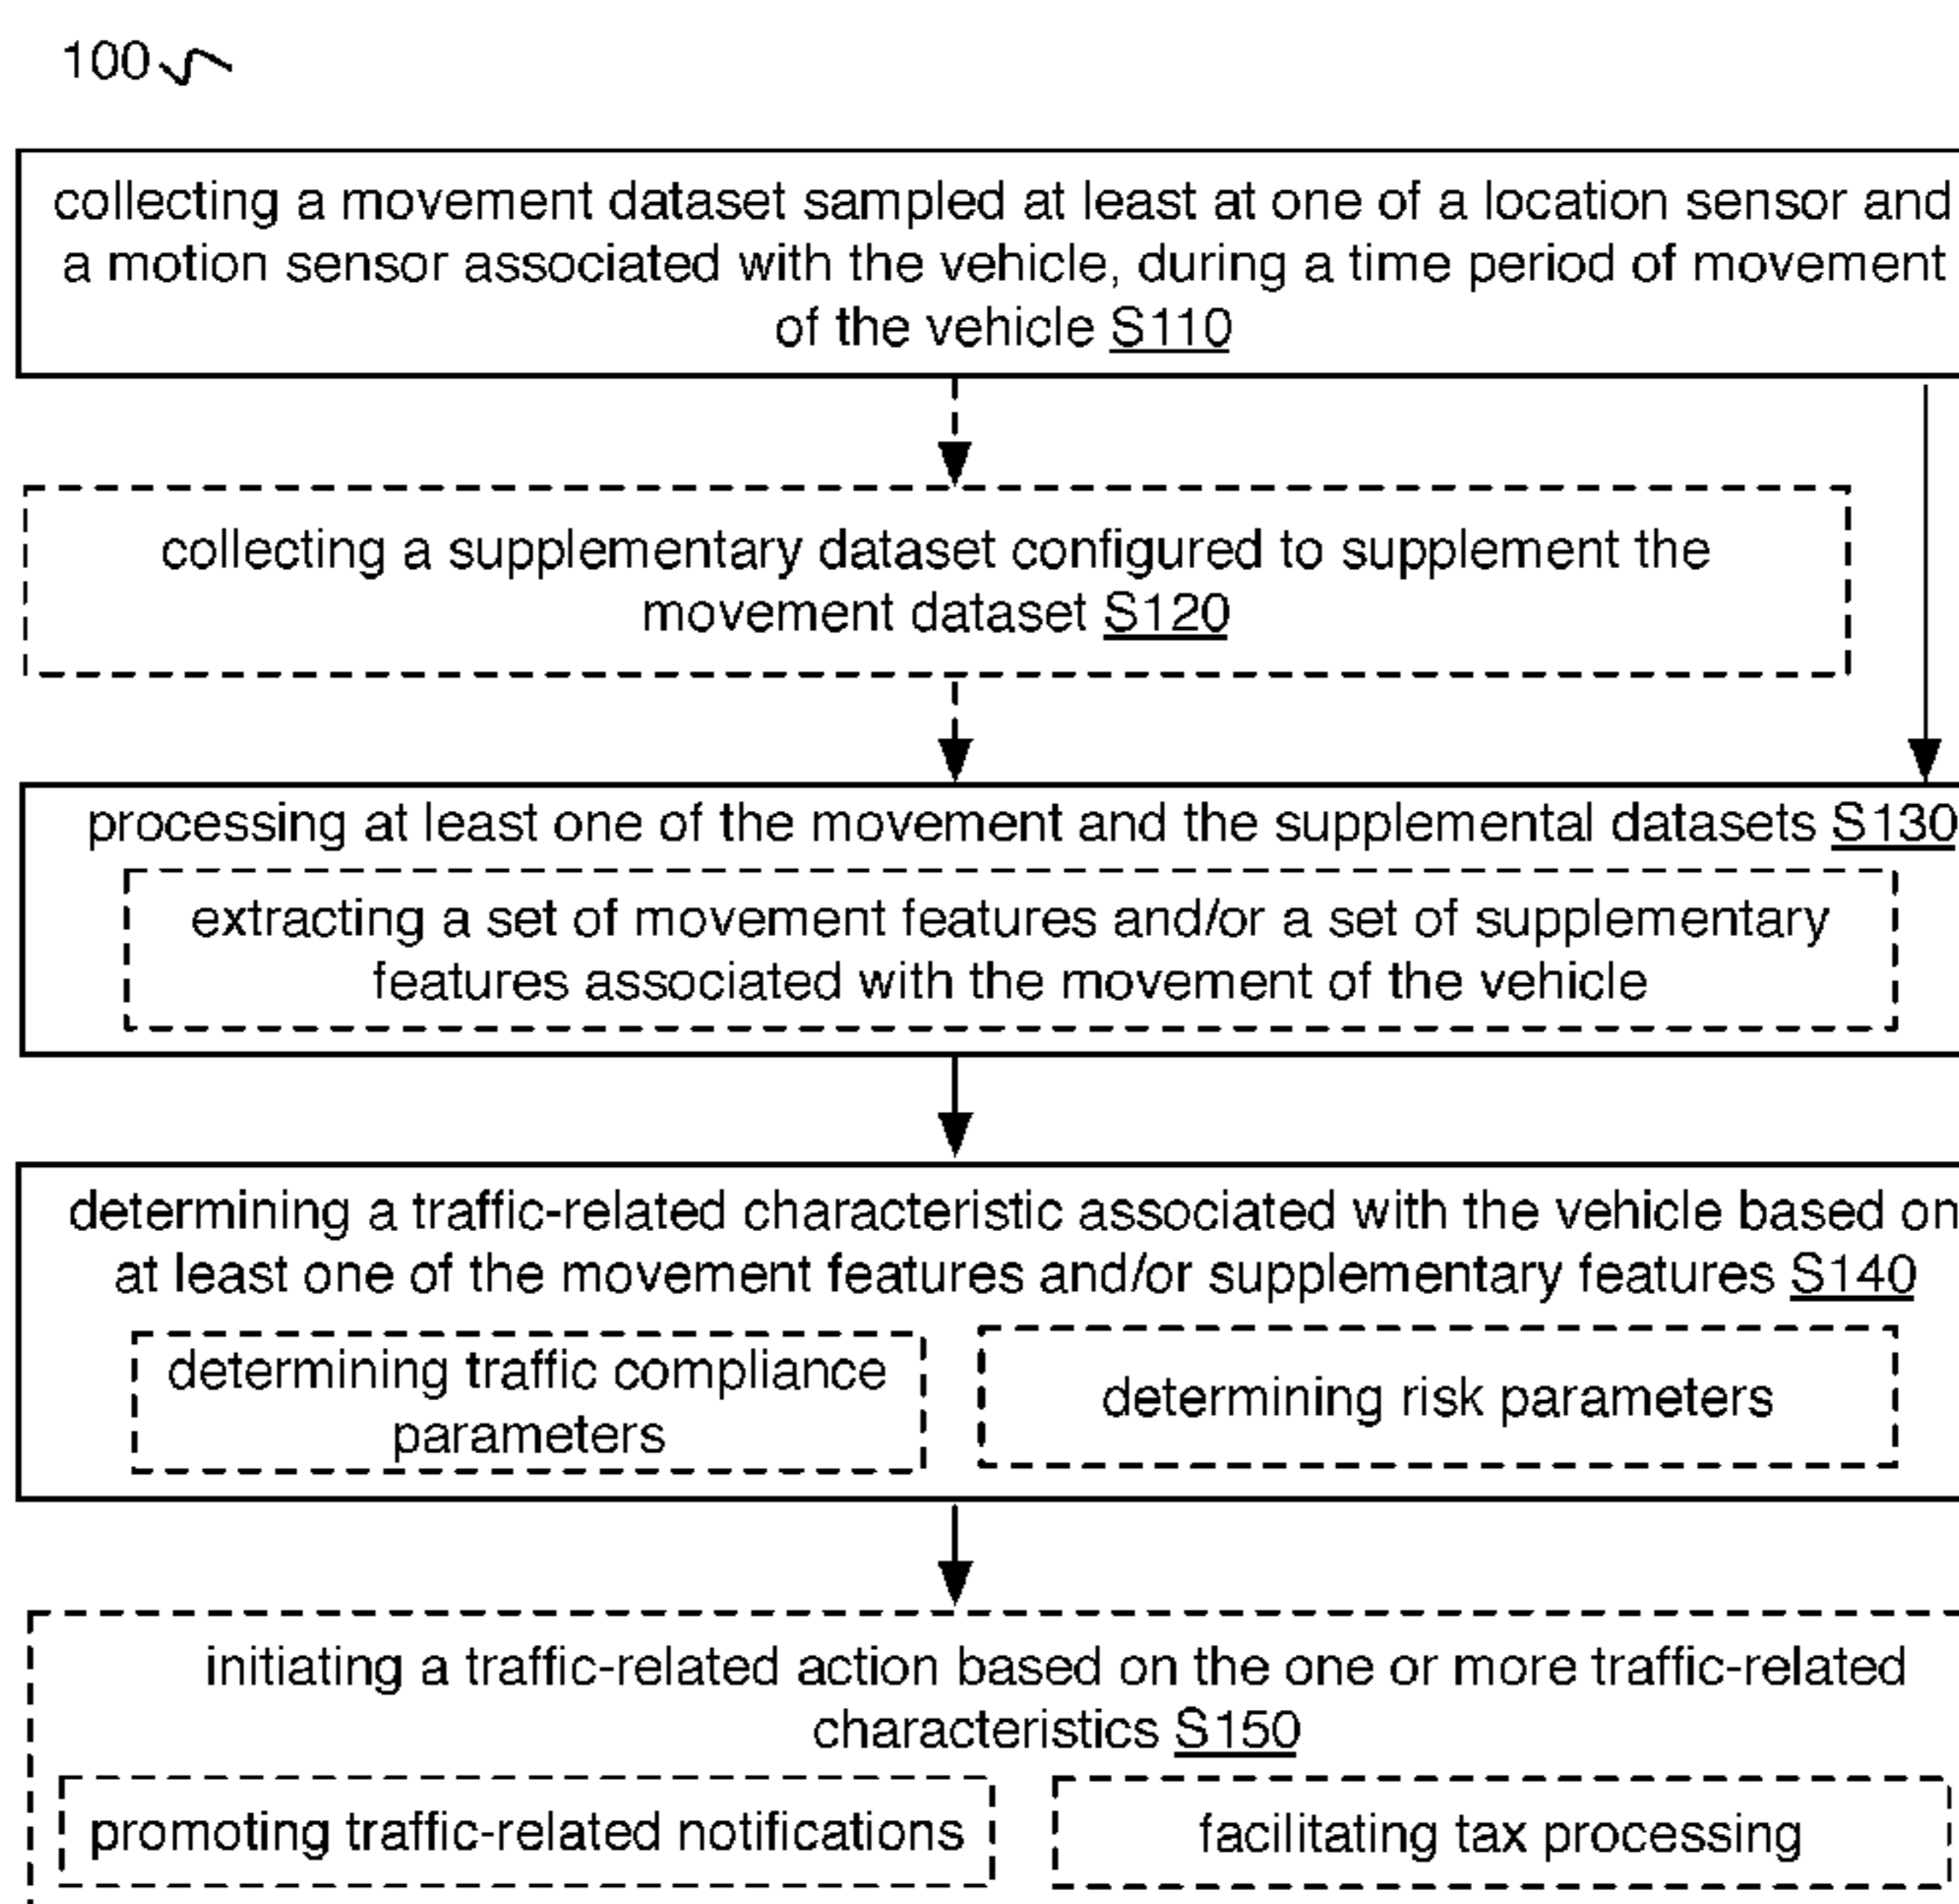 100
collecting a movement dataset sampled at least at one of a location sensor and
a motion sensor associated with the vehicle, during a time period of movement
of the vehicle S110
collecting a supplementary dataset configured to supplement the
movement dataset S120
processing at least one of the movement and the supplemental datasets S130
extracting a set of movement features and/or a set of supplementary
features associated with the movement of the vehicle
determining a traffic-related characteristic associated with the vehicle based on
at least one of the movement features and/or supplementary features S140
determining traffic compliance
parameters
determining risk parameters
initiating a traffic-related action based on the one or more traffic-related
characteristics S150
promoting traffic-related notifications
facilitating tax processing